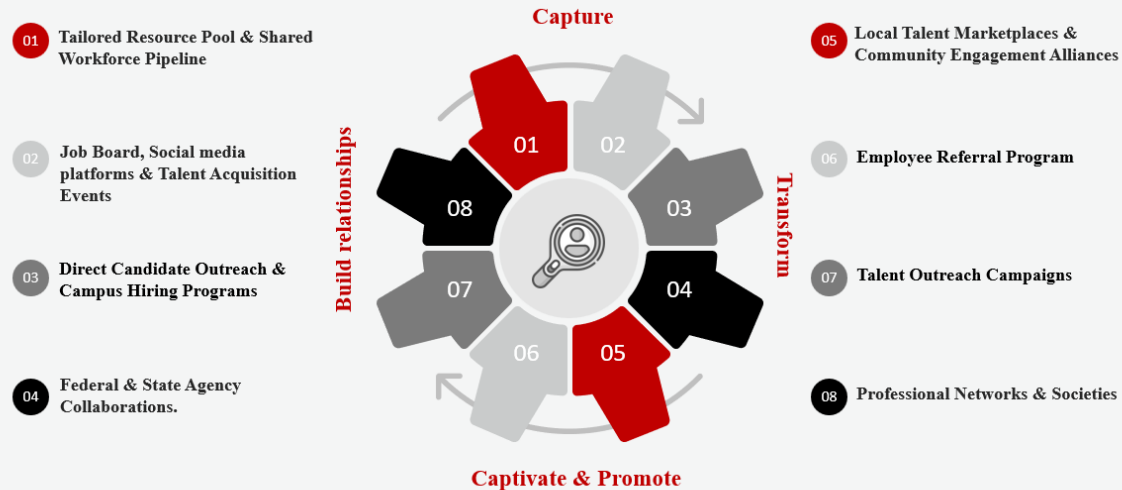 Capture
01
Tailored Resource Pool & Shared
Workforce Pipeline
02
Job Board, Social media
platforms & Talent Acquisition
Events
03
Direct Candidate Outreach &
Campus Hiring Programs
04
Federal & State Agency
Collaborations.
Build relationships
01
02
03
04
05
06
07
08
Transform
Captivate & Promote
05
Local Talent Marketplaces &
Community Engagement Alliances
06
Employee Referral Program
07
Talent Outreach Campaigns
08
Professional Networks & Societies